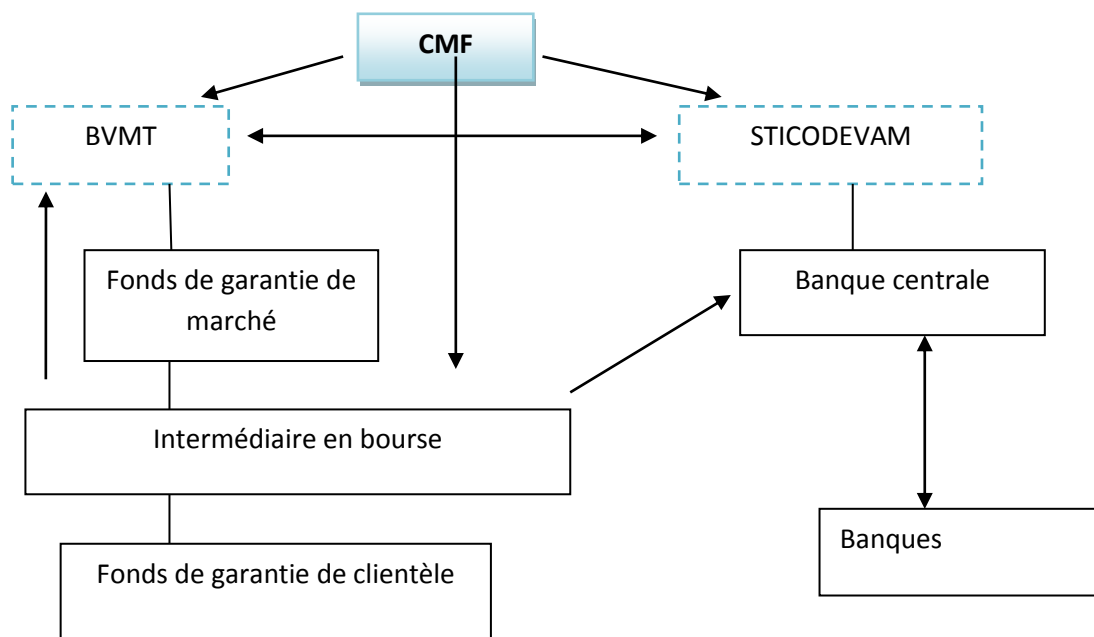 CMF
BVMT
STICODEVAM
Fonds de garantie de
marché
Banque centrale
Intermédiaire en bourse
Banques
Fonds de garantie de clientèle